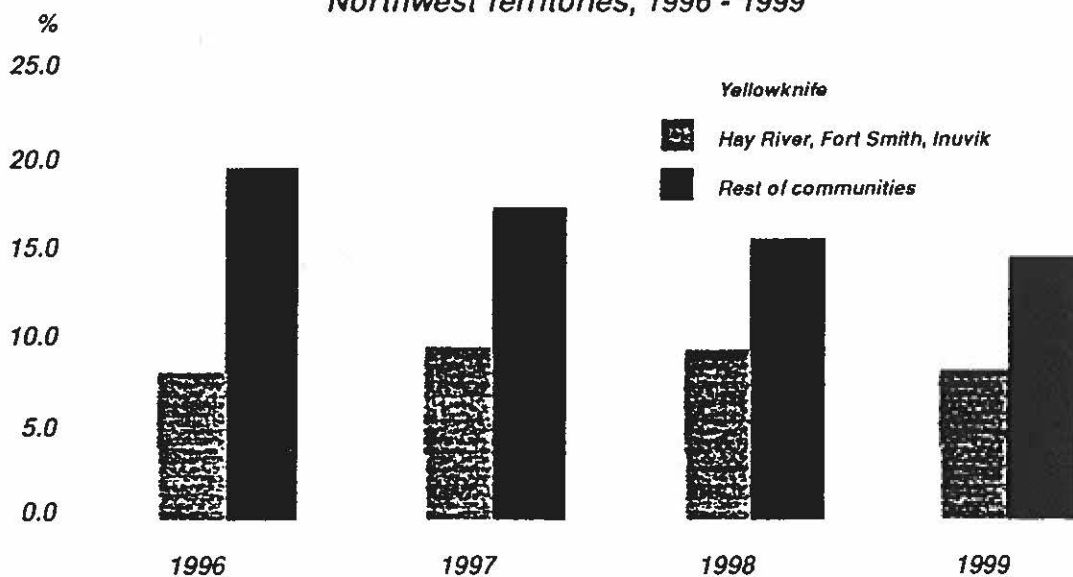 Northwest Territories, 1996 - 1999
%
25.0
20.0
15.0
10.0
5.0
0.0
Yellowknife
Hay River, Fort Smith, Inuvik
Rest of communities
1996
1997
1998
1999